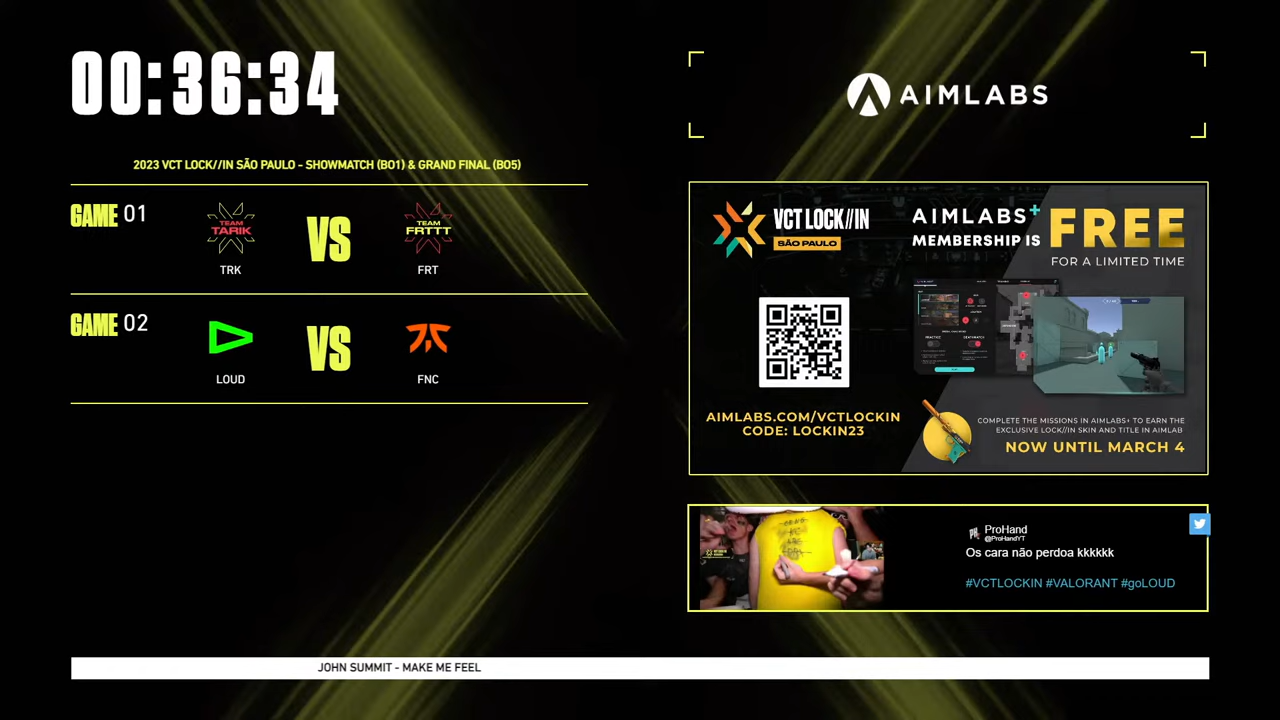 00:36:34
2023 VCT LOCK//IN SÃO PAULO - SHOWMATCH (BO1) & GRAND FINAL (BO5)
GAME 01
TEAM
TARIK
TRK
VS
TEAM
FRTTT
FRT
GAME 02
LOUD
VS
FNC
AIMLABS
VCT LOCK//IN
SÃO PAULO
AIMLABS+
MEMBERSHIP IS
FREE
FOR A LIMITED TIME
AIMLABS.COM/VCTLOCKIN
CODE: LOCKIN23
COMPLETE THE MISSIONS IN AIMLABS+ TO EARN THE
EXCLUSIVE LOCK//IN SKIN AND TITLE IN AIMLAB
NOW UNTIL MARCH 4
ProHand
@ProHandYT
Os cara não perdoa kkkkkk
#VCTLOCKIN #VALORANT #goLOUD
JOHN SUMMIT - MAKE ME FEEL